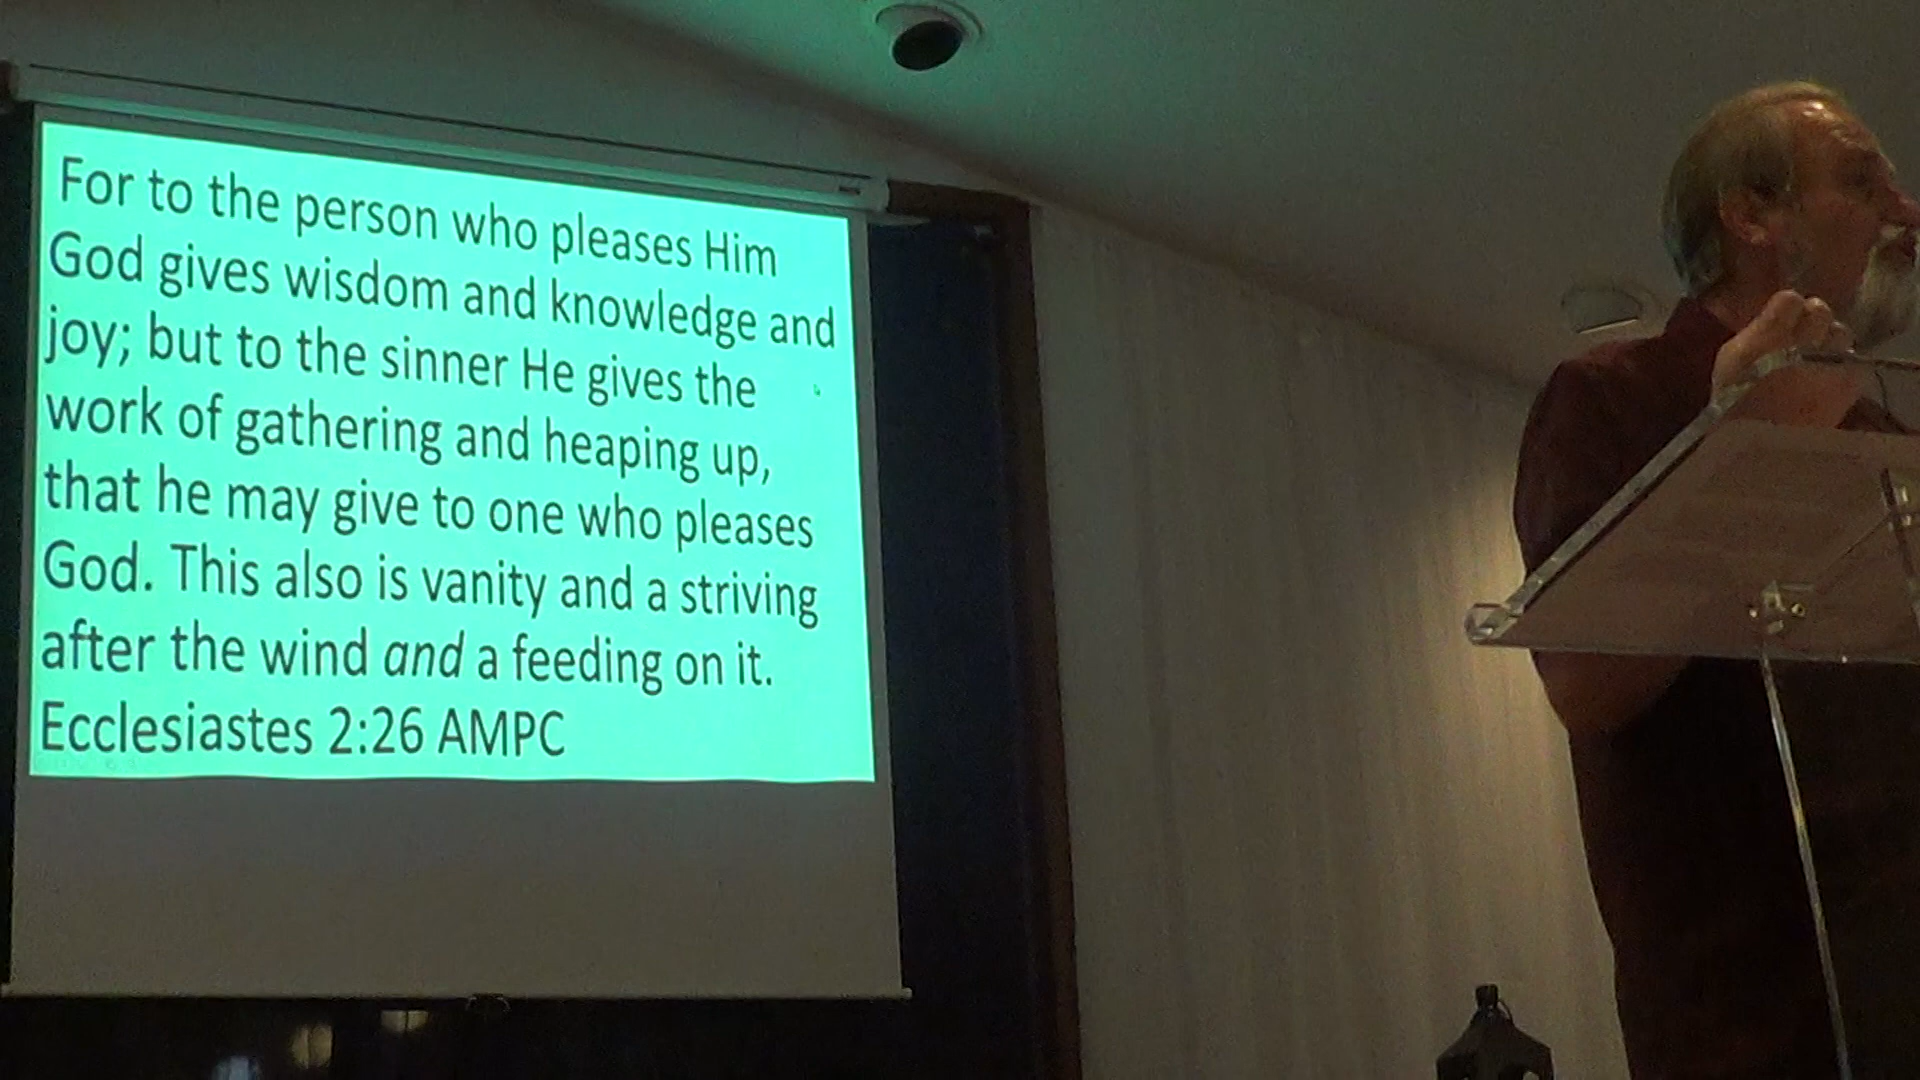 For to the person who pleases Him
God gives wisdom and knowledge and
joy; but to the sinner He gives the
work of gathering and heaping up,
that he may give to one who pleases
God. This also is vanity and a striving
after the wind and a feeding on it.
Ecclesiastes 2:26 AMPC